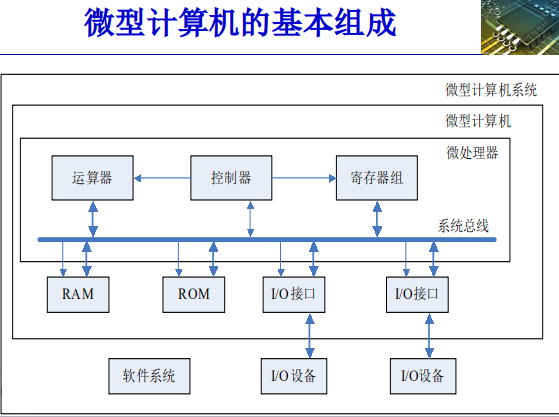 微型计算机的基本组成
微型计算机系统
微型计算机
微处理器
运算器
控制器
寄存器组
系统总线
RAM
ROM
I/O接口
I/O接口
软件系统
I/O设备
I/O设备